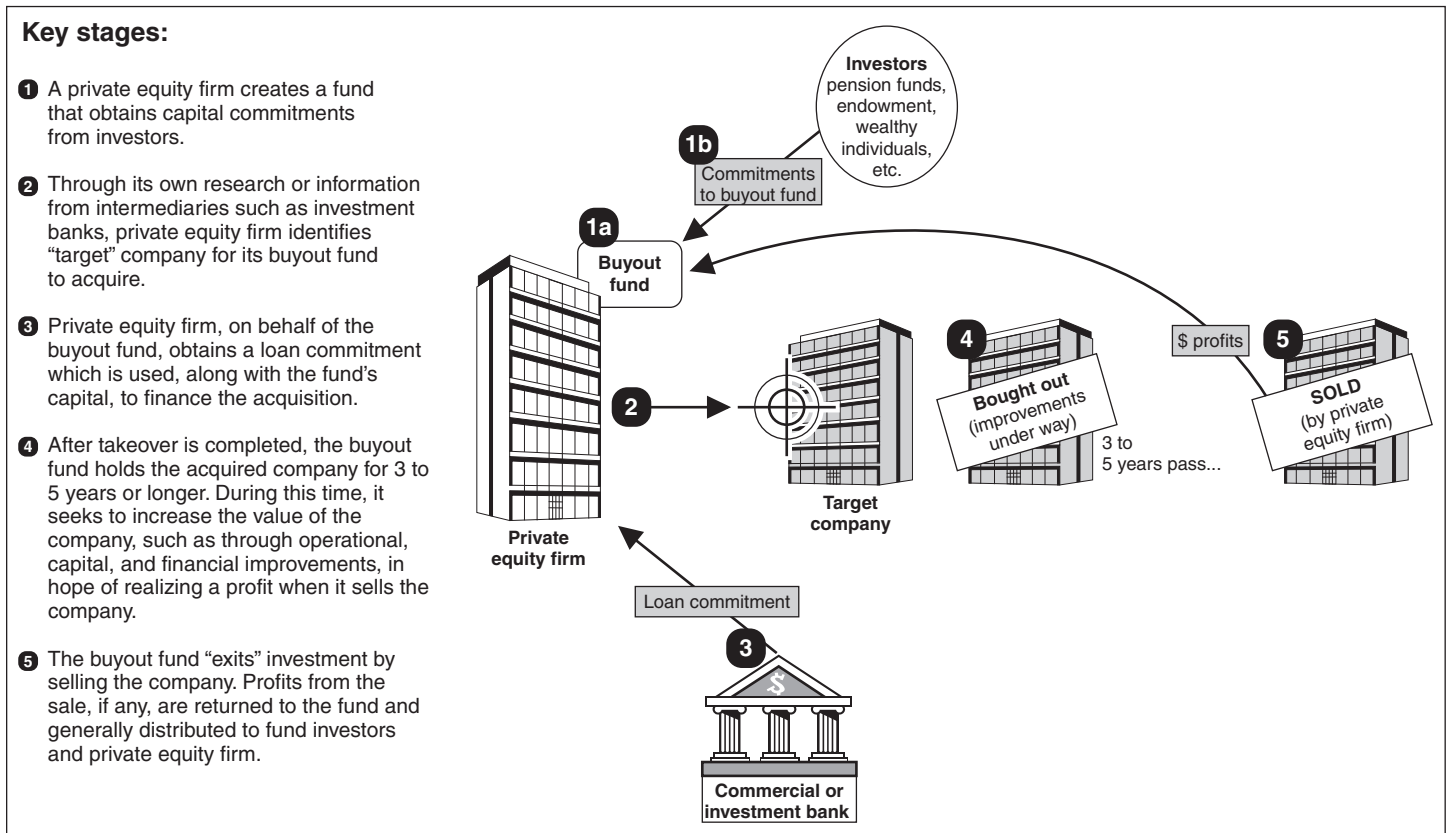 Key stages:
1 A private equity firm creates a fund
that obtains capital commitments
from investors.
2 Through its own research or information
from intermediaries such as investment
banks, private equity firm identifies
“target” company for its buyout fund
to acquire.
3 Private equity firm, on behalf of the
buyout fund, obtains a loan commitment
which is used, along with the fund’s
capital, to finance the acquisition.
4 After takeover is completed, the buyout
fund holds the acquired company for 3 to
5 years or longer. During this time, it
seeks to increase the value of the
company, such as through operational,
capital, and financial improvements, in
hope of realizing a profit when it sells the
company.
5 The buyout fund “exits” investment by
selling the company. Profits from the
sale, if any, are returned to the fund and
generally distributed to fund investors
and private equity firm.
Investors
pension funds,
endowment,
wealthy
individuals,
etc.
1b
Commitments
to buyout fund
1a
Buyout
fund
Private
equity firm
2
Target
company
4
Bought out
(improvements
under way)
3 to
5 years pass...
$ profits
5
SOLD
(by private
equity firm)
Loan commitment
3
$
Commercial or
investment bank